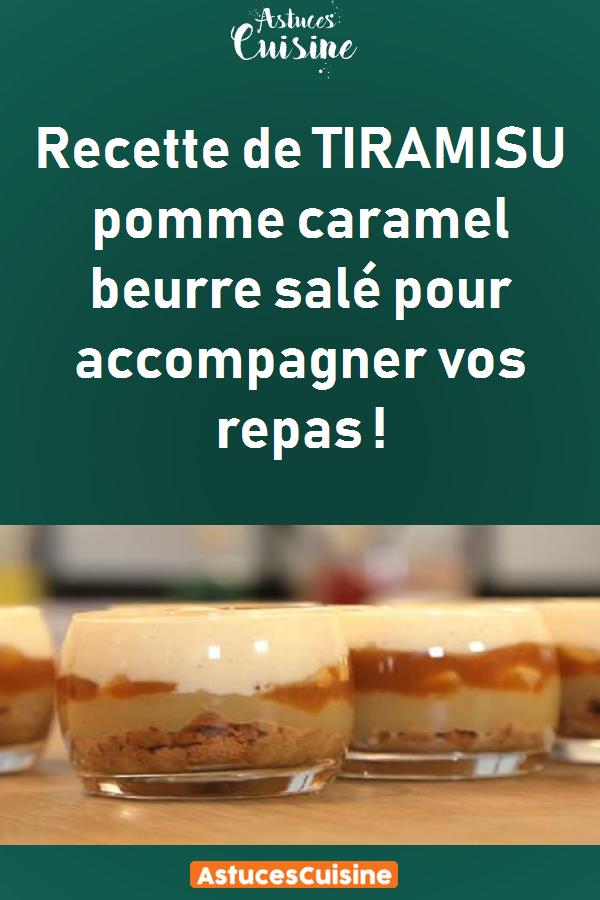 Astuces
Cuisine
Recette de TIRAMISU
pomme caramel
beurre salé pour
accompagner vos
repas !
AstucesCuisine